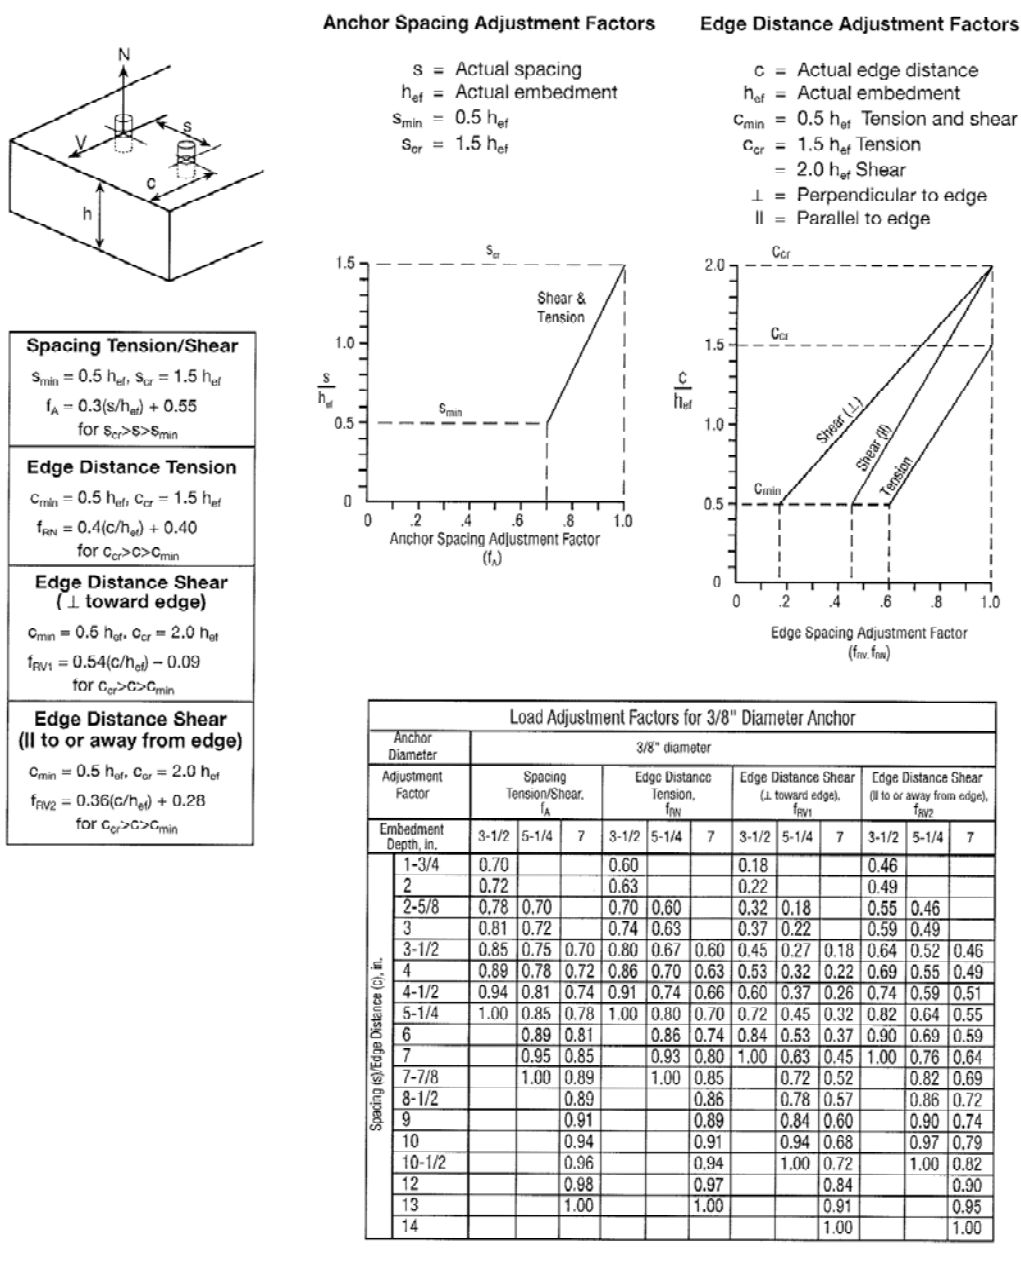 Anchor Spacing Adjustment Factors
s = Actual spacing
hef = Actual embedment
smin = 0.5 hef
scr = 1.5 hef
Edge Distance Adjustment Factors
c = Actual edge distance
hef = Actual embedment
cmin = 0.5 hef Tension and shear
ccr = 1.5 hef Tension
= 2.0 hef Shear
⊥ = Perpendicular to edge
|| = Parallel to edge
N
V
s
c
h
Spacing Tension/Shear
smin = 0.5 hef, scr = 1.5 hef
fA = 0.3(s/hef) + 0.55
for scr>s>smin
Edge Distance Tension
cmin = 0.5 hef, ccr = 1.5 hef
fRN = 0.4(c/hef) + 0.40
for ccr>c>cmin
Edge Distance Shear
(⊥ toward edge)
cmin = 0.5 hef, ccr = 2.0 hef
fRV1 = 0.54(c/hef) – 0.09
for ccr>c>cmin
Edge Distance Shear
(|| to or away from edge)
cmin = 0.5 hef, ccr = 2.0 hef
fRV2 = 0.36(c/hef) + 0.28
for ccr>c>cmin
scr
1.5
Shear &
Tension
1.0
s
hef
smin
0.5
0
0 .2 .4 .6 .8 1.0
Anchor Spacing Adjustment Factor
(fA)
ccr
2.0
ccr
1.5
c
hef
1.0
Shear (⊥)
Shear (||)
Tension
cmin
0.5
0
0 .2 .4 .6 .8 1.0
Edge Spacing Adjustment Factor
(fRV, fRN)
Load Adjustment Factors for 3/8" Diameter Anchor
Anchor
Diameter
3/8" diameter
Adjustment
Factor
Spacing
Tension/Shear,
fA
Edge Distance
Tension,
fRN
Edge Distance Shear
(⊥ toward edge),
fRV1
Edge Distance Shear
(|| to or away from edge),
fRV2
Embedment
Depth, in.
3-1/2 5-1/4 7 3-1/2 5-1/4 7 3-1/2 5-1/4 7 3-1/2 5-1/4 7
Spacing (s)/Edge Distance (c), in.
1-3/4 0.70 0.60 0.18 0.46
2 0.72 0.63 0.22 0.49
2-5/8 0.78 0.70 0.70 0.60 0.32 0.18 0.55 0.46
3 0.81 0.72 0.74 0.63 0.37 0.22 0.59 0.49
3-1/2 0.85 0.75 0.70 0.80 0.67 0.60 0.45 0.27 0.18 0.64 0.52 0.46
4 0.89 0.78 0.72 0.86 0.70 0.63 0.53 0.32 0.22 0.69 0.55 0.49
4-1/2 0.94 0.81 0.74 0.91 0.74 0.66 0.60 0.37 0.26 0.74 0.59 0.51
5-1/4 1.00 0.85 0.78 1.00 0.80 0.70 0.72 0.45 0.32 0.82 0.64 0.55
6 0.89 0.81 0.86 0.74 0.84 0.53 0.37 0.90 0.69 0.59
7 0.95 0.85 0.93 0.80 1.00 0.63 0.45 1.00 0.76 0.64
7-7/8 1.00 0.89 1.00 0.85 0.72 0.52 0.82 0.69
8-1/2 0.89 0.86 0.78 0.57 0.86 0.72
9 0.91 0.89 0.84 0.60 0.90 0.74
10 0.94 0.91 0.94 0.68 0.97 0.79
10-1/2 0.96 0.94 1.00 0.72 1.00 0.82
12 0.98 0.97 0.84 0.90
13 1.00 1.00 0.91 0.95
14 1.00 1.00